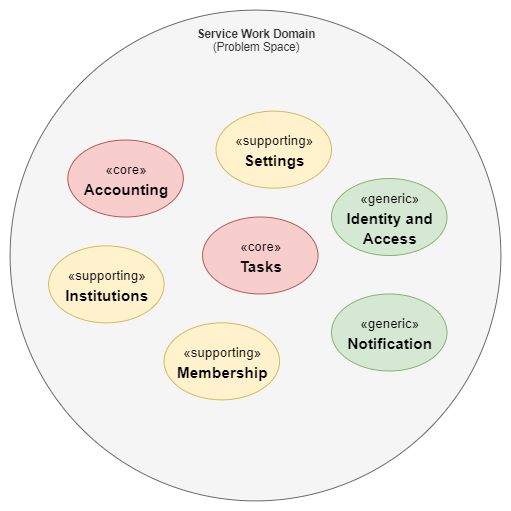 Service Work Domain
(Problem Space)
«supporting»
Settings
«core»
Accounting
«generic»
Identity and
Access
«core»
Tasks
«supporting»
Institutions
«generic»
Notification
«supporting»
Membership